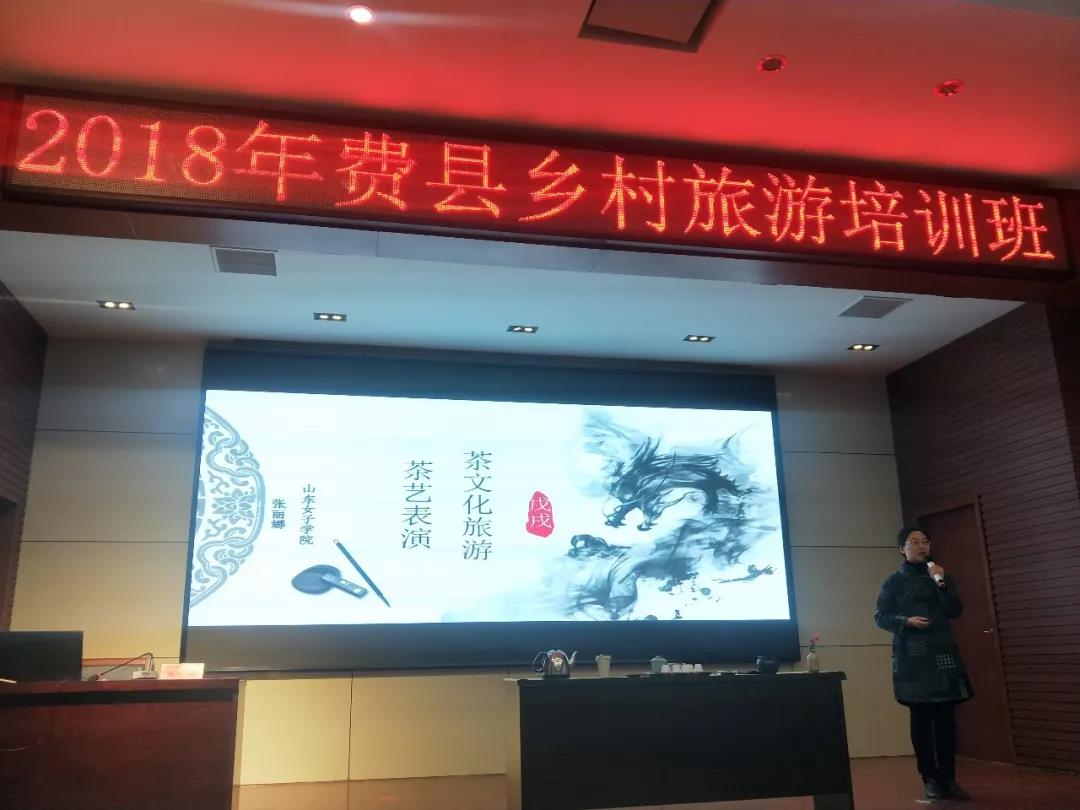 2018年费县乡村旅游培训班
戊戌
茶文化旅游
茶艺表演
山东女子学院
张丽娜